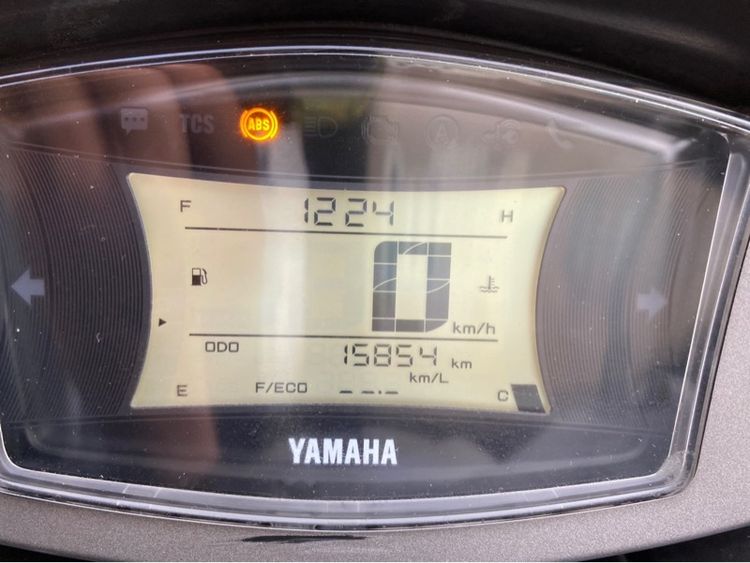 TCS ABS
F 1224 H
0 km/h
ODO 15854 km
km/L
E F/ECO --.- C
YAMAHA